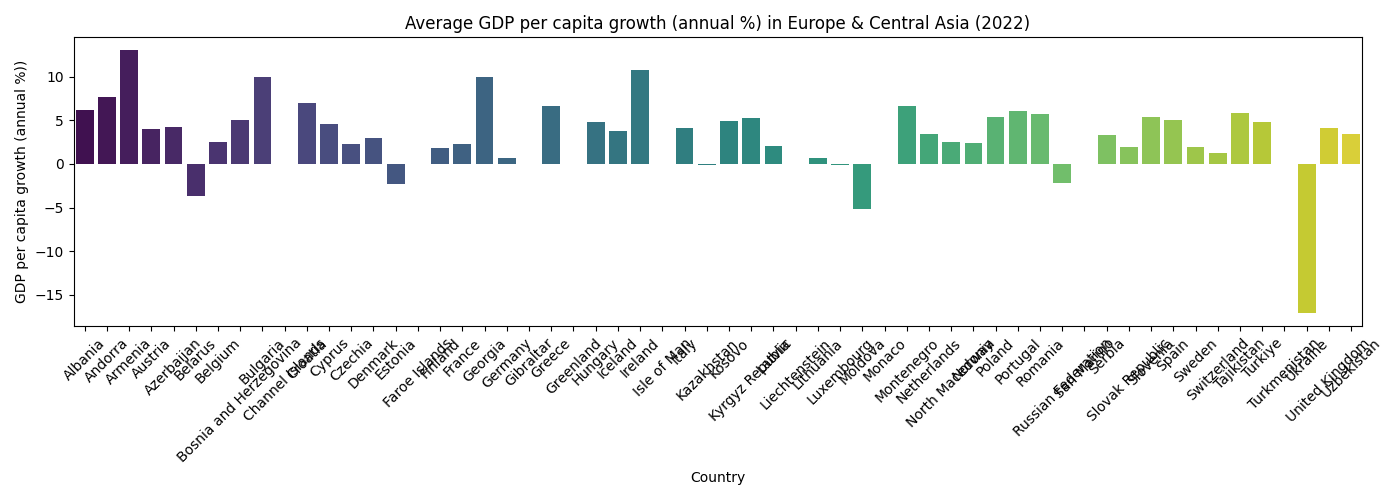 Average GDP per capita growth (annual %) in Europe & Central Asia (2022)
GDP per capita growth (annual %))
10
5
0
−5
−10
−15
Albania
Andorra
Armenia
Austria
Azerbaijan
Belarus
Belgium
Bosnia and Herzegovina
Bulgaria
Channel Islands
Croatia
Cyprus
Czechia
Denmark
Estonia
Faroe Islands
Finland
France
Georgia
Germany
Gibraltar
Greece
Greenland
Hungary
Iceland
Ireland
Isle of Man
Italy
Kazakhstan
Kosovo
Kyrgyz Republic
Latvia
Liechtenstein
Lithuania
Luxembourg
Moldova
Monaco
Montenegro
Netherlands
North Macedonia
Norway
Poland
Portugal
Romania
Russian Federation
San Marino
Serbia
Slovak Republic
Slovenia
Spain
Sweden
Switzerland
Tajikistan
Turkiye
Turkmenistan
Ukraine
United Kingdom
Uzbekistan
Country